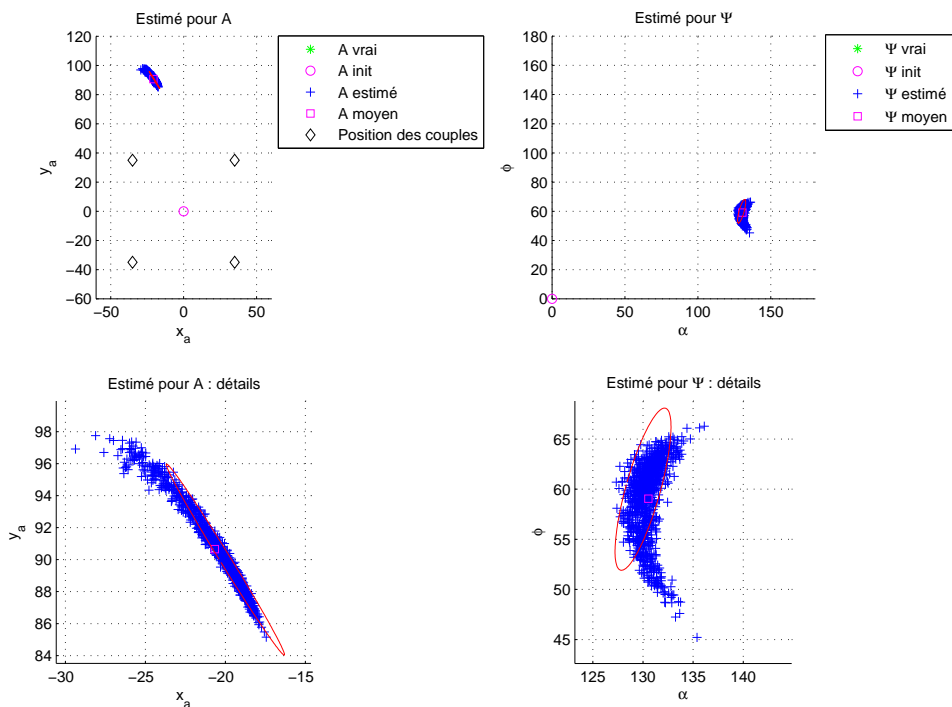 Estimé pour A
120
100
80
60
40
20
0
−20
−40
−60
−50
0
50
y_a
x_a
A vrai
A init
A estimé
A moyen
Position des couples
Estimé pour Ψ
180
160
140
120
100
80
60
40
20
0
0
50
100
150
ϕ
α
Ψ vrai
Ψ init
Ψ estimé
Ψ moyen
Estimé pour A : détails
98
96
94
92
90
88
86
84
−30
−25
−20
−15
y_a
x_a
Estimé pour Ψ : détails
65
60
55
50
45
125
130
135
140
ϕ
α